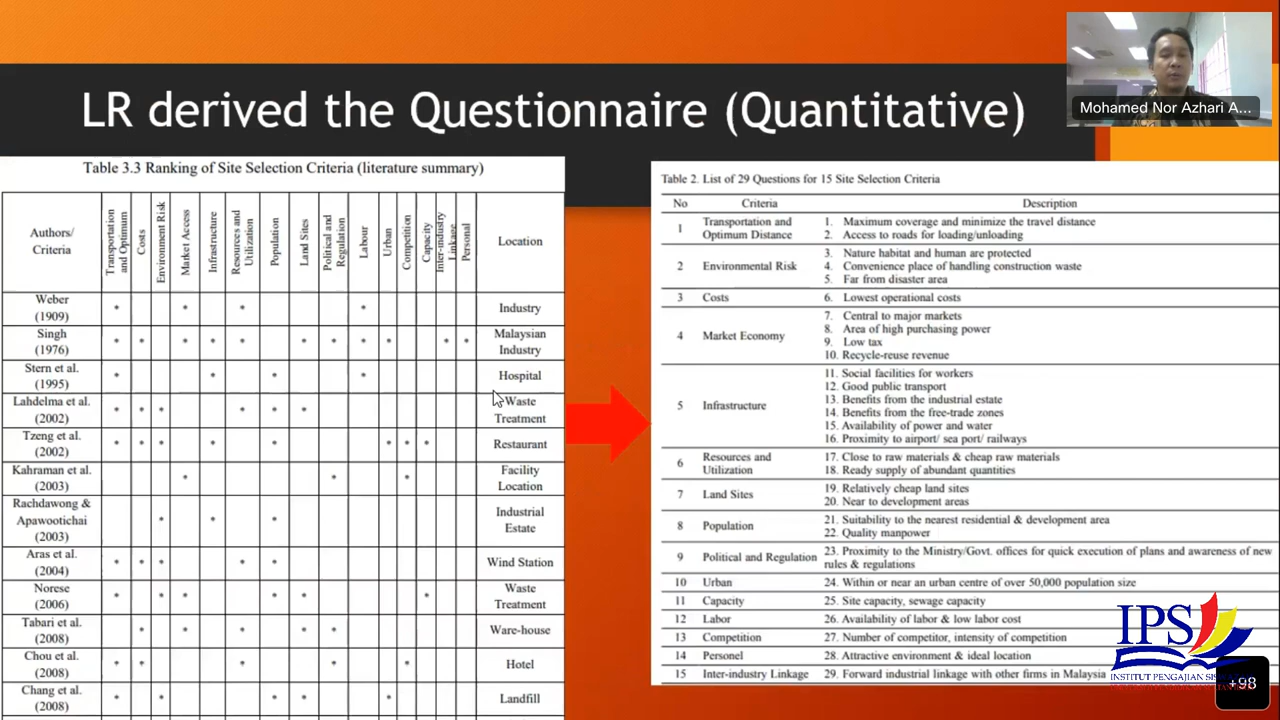 LR derived the Questionnaire (Quantitative)
Mohamed Nor Azhari A...
Table 3.3 Ranking of Site Selection Criteria (literature summary)
Authors/
Criteria
Transportation
and Optimum
Costs
Environment Risk
Market Access
Infrastructure
Resources and
Utilization
Population
Land Sites
Political and
Regulation
Labour
Urban
Competition
Capacity
Inter-industry
Linkage
Personal
Location
Weber
(1909)
* * * *
Industry
Singh
(1976)
* * * * * * * * * * * *
Malaysian
Industry
Stern et al.
(1995)
* * * *
Hospital
Lahdelma et al.
(2002)
* * * * * *
Waste
Treatment
Tzeng et al.
(2002)
* * * * * * * *
Restaurant
Kahraman et al.
(2003)
* * *
Facility
Location
Rachdawong &
Apawootichai
(2003)
* * *
Industrial
Estate
Aras et al.
(2004)
* * * * *
Wind Station
Norese
(2006)
* * * * * * * *
Waste
Treatment
Tabari et al.
(2008)
* * * * *
Ware-house
Chou et al.
(2008)
* * * * *
Hotel
Chang et al.
(2008)
* * * * *
Landfill
Table 2. List of 29 Questions for 15 Site Selection Criteria
No Criteria Description
1 Transportation and
Optimum Distance
1. Maximum coverage and minimize the travel distance
2. Access to roads for loading/unloading
2 Environmental Risk
3. Nature habitat and human are protected
4. Convenience place of handling construction waste
5. Far from disaster area
3 Costs 6. Lowest operational costs
4 Market Economy
7. Central to major markets
8. Area of high purchasing power
9. Low tax
10. Recycle-reuse revenue
5 Infrastructure
11. Social facilities for workers
12. Good public transport
13. Benefits from the industrial estate
14. Benefits from the free-trade zones
15. Availability of power and water
16. Proximity to airport/ sea port/ railways
6 Resources and
Utilization
17. Close to raw materials & cheap raw materials
18. Ready supply of abundant quantities
7 Land Sites
19. Relatively cheap land sites
20. Near to development areas
8 Population
21. Suitability to the nearest residential & development area
22. Quality manpower
9 Political and Regulation
23. Proximity to the Ministry/Govt. offices for quick execution of plans and awareness of new
rules & regulations
10 Urban 24. Within or near an urban centre of over 50,000 population size
11 Capacity 25. Site capacity, sewage capacity
12 Labor 26. Availability of labor & low labor cost
13 Competition 27. Number of competitor, intensity of competition
14 Personel 28. Attractive environment & ideal location
15 Inter-industry Linkage 29. Forward industrial linkage with other firms in Malaysia
IPS
INSTITUT PENGAJIAN
+98